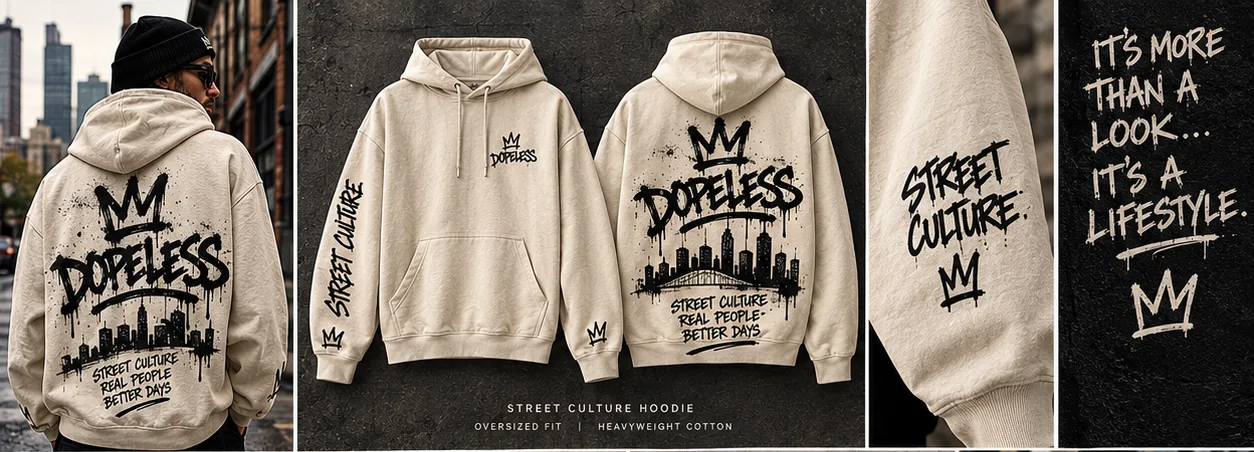 DOPELESS
STREET CULTURE
REAL PEOPLE
BETTER DAYS
STREET CULTURE
DOPELESS
DOPELESS
STREET CULTURE
REAL PEOPLE-
BETTER DAYS
STREET CULTURE HOODIE
OVERSIZED FIT | HEAVYWEIGHT COTTON
STREET
CULTURE.
IT'S MORE
THAN A
LOOK...
IT'S A
LIFESTYLE.